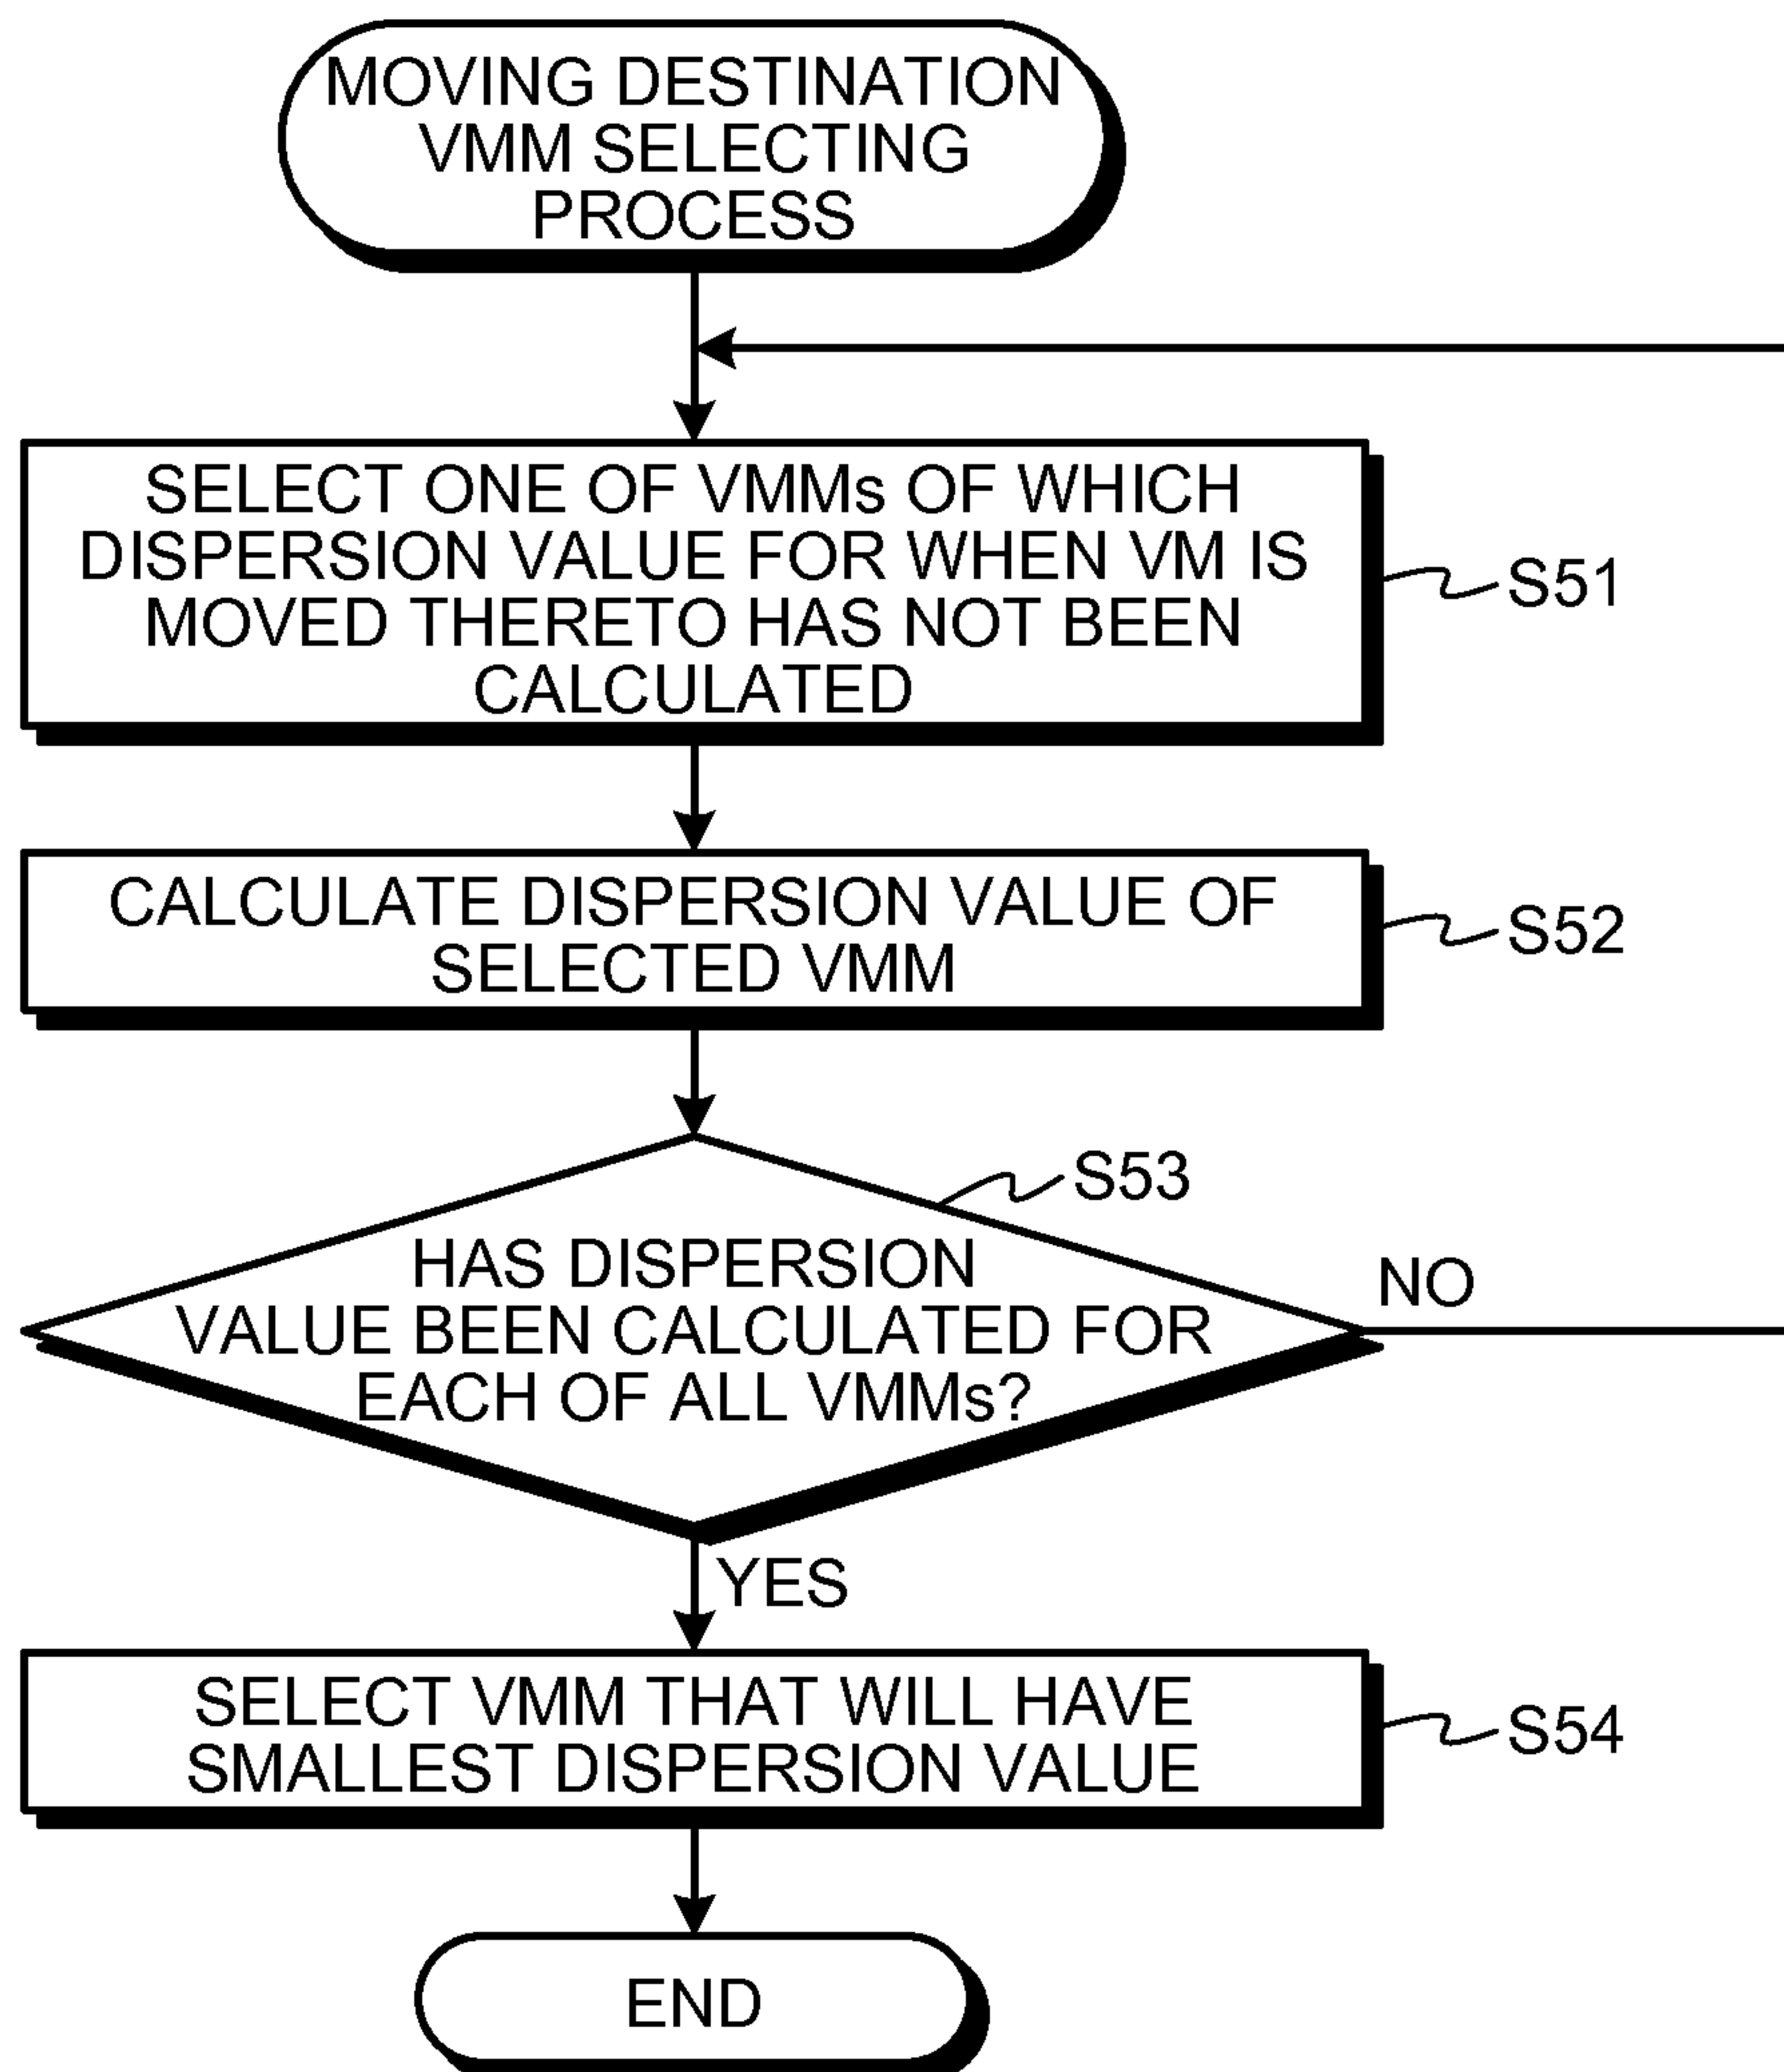 MOVING DESTINATION
VMM SELECTING
PROCESS
SELECT ONE OF VMMs OF WHICH
DISPERSION VALUE FOR WHEN VM IS
MOVED THERETO HAS NOT BEEN
CALCULATED
S51
CALCULATE DISPERSION VALUE OF
SELECTED VMM
S52
S53
HAS DISPERSION
VALUE BEEN CALCULATED FOR
EACH OF ALL VMMs?
NO
YES
SELECT VMM THAT WILL HAVE
SMALLEST DISPERSION VALUE
S54
END